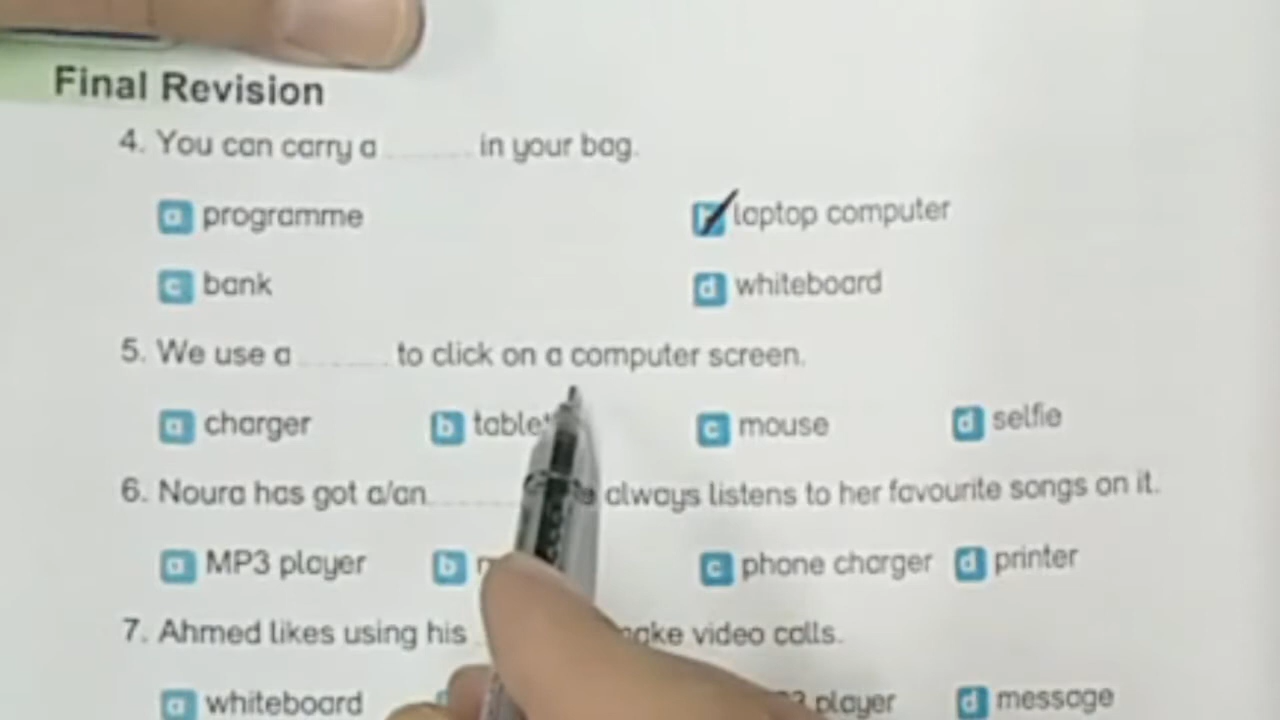 Final Revision
4. You can carry a ........ in your bag.
a programme b laptop computer
c bank d whiteboard
5. We use a ........ to click on a computer screen.
a charger b tablet c mouse d selfie
6. Noura has got a/an ........ always listens to her favourite songs on it.
a MP3 player b c phone charger d printer
7. Ahmed likes using his make video calls.
a whiteboard player d message